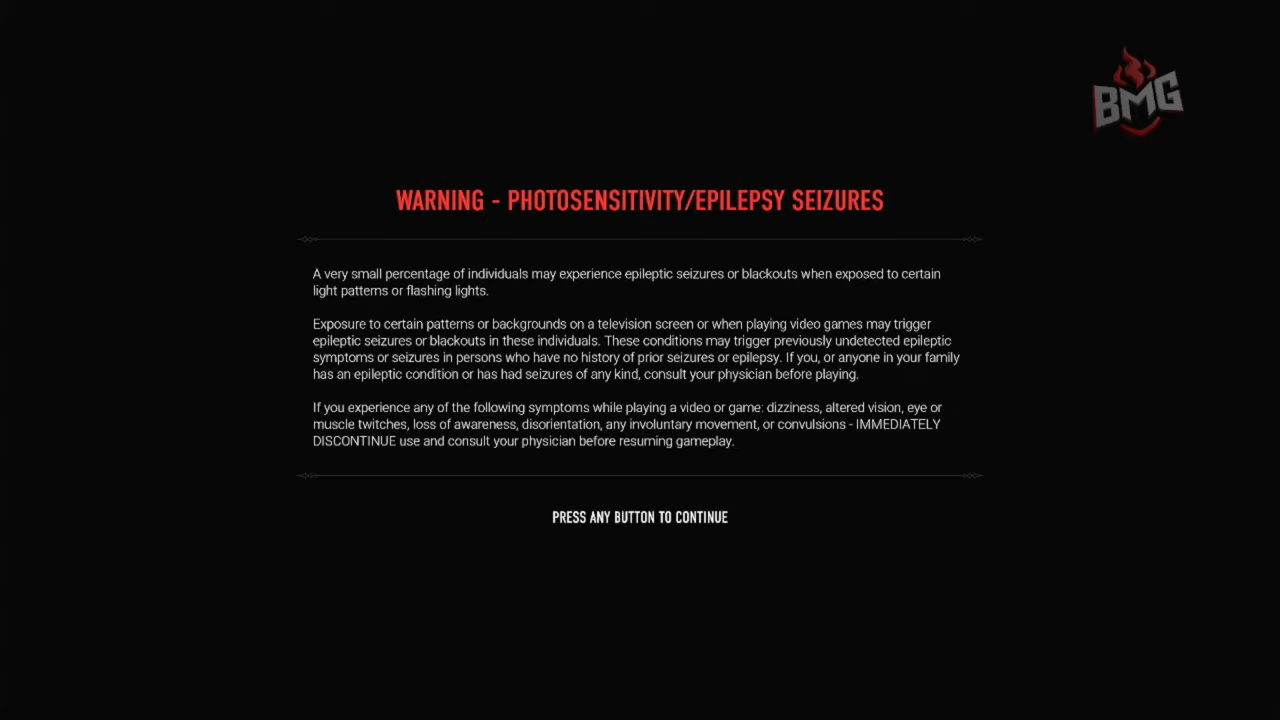 BMG
WARNING - PHOTOSENSITIVITY/EPILEPSY SEIZURES
A very small percentage of individuals may experience epileptic seizures or blackouts when exposed to certain
light patterns or flashing lights.
Exposure to certain patterns or backgrounds on a television screen or when playing video games may trigger
epileptic seizures or blackouts in these individuals. These conditions may trigger previously undetected epileptic
symptoms or seizures in persons who have no history of prior seizures or epilepsy. If you, or anyone in your family
has an epileptic condition or has had seizures of any kind, consult your physician before playing.
If you experience any of the following symptoms while playing a video or game: dizziness, altered vision, eye or
muscle twitches, loss of awareness, disorientation, any involuntary movement, or convulsions - IMMEDIATELY
DISCONTINUE use and consult your physician before resuming gameplay.
PRESS ANY BUTTON TO CONTINUE